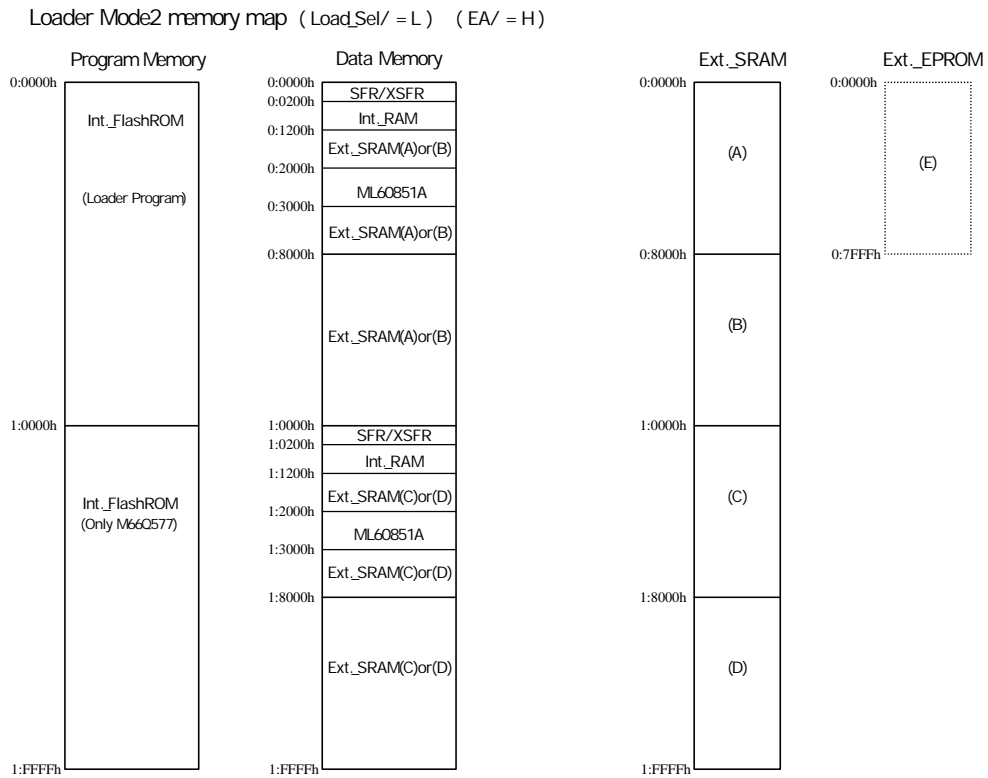 Loader Mode2 memory map ( Load_Sel/ = L ) ( EA/ = H )
Program Memory
0:0000h
Int._FlashROM
(Loader Program)
1:0000h
Int._FlashROM
(Only M66Q577)
1:FFFFh
Data Memory
0:0000h
SFR/XSFR
0:0200h
Int._RAM
0:1200h
Ext._SRAM(A)or(B)
0:2000h
ML60851A
0:3000h
Ext._SRAM(A)or(B)
0:8000h
Ext._SRAM(A)or(B)
1:0000h
SFR/XSFR
1:0200h
Int._RAM
1:1200h
Ext._SRAM(C)or(D)
1:2000h
ML60851A
1:3000h
Ext._SRAM(C)or(D)
1:8000h
Ext._SRAM(C)or(D)
1:FFFFh
Ext._SRAM
0:0000h
(A)
0:8000h
(B)
1:0000h
(C)
1:8000h
(D)
1:FFFFh
Ext._EPROM
0:0000h
(E)
0:7FFFh